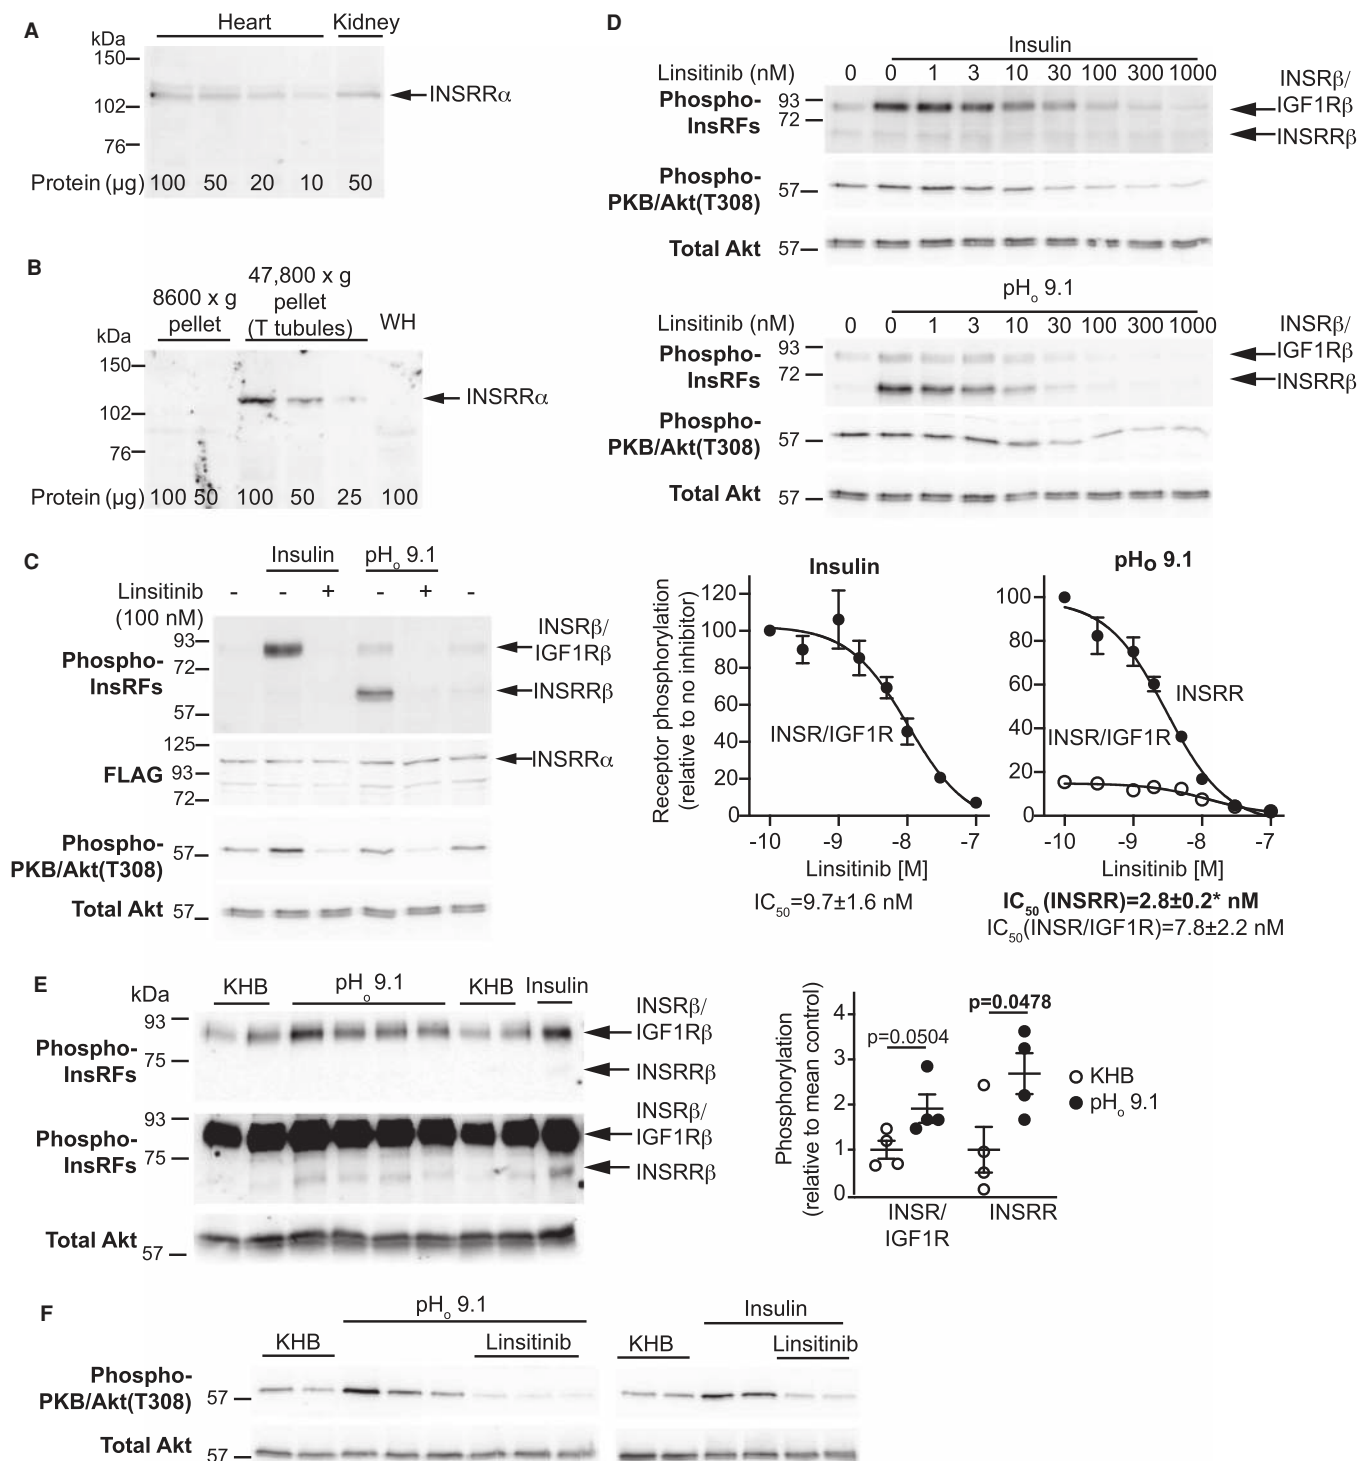 A
Heart
Kidney
kDa
150
102
76
INSRRα
Protein (µg) 100 50 20 10 50
B
8600 x g
pellet
47,800 x g
pellet
(T tubules)
WH
kDa
150
102
76
INSRRα
Protein (µg) 100 50 100 50 25 100
C
Insulin
pHo 9.1
Linsitinib
(100 nM)
- - + - + -
Phospho-
InsRFs
93
72
57
INSRβ/
IGF1Rβ
INSRRβ
FLAG
125
93
72
INSRRα
Phospho-
PKB/Akt(T308)
57
Total Akt
57
D
Insulin
Linsitinib (nM) 0 0 1 3 10 30 100 300 1000
Phospho-
InsRFs
93
72
INSRβ/
IGF1Rβ
INSRRβ
Phospho-
PKB/Akt(T308)
57
Total Akt
57
pHo 9.1
Linsitinib (nM) 0 0 1 3 10 30 100 300 1000
Phospho-
InsRFs
93
72
INSRβ/
IGF1Rβ
INSRRβ
Phospho-
PKB/Akt(T308)
57
Total Akt
57
Insulin
Receptor phosphorylation
(relative to no inhibitor)
120
100
80
60
40
20
0
INSR/IGF1R
-10 -9 -8 -7
Linsitinib [M]
IC50=9.7±1.6 nM
pHo 9.1
100
80
60
40
20
0
INSRR
INSR/IGF1R
-10 -9 -8 -7
Linsitinib [M]
IC50 (INSRR)=2.8±0.2* nM
IC50(INSR/IGF1R)=7.8±2.2 nM
E
kDa
KHB
pHo 9.1
KHB
Insulin
Phospho-
InsRFs
93
75
INSRβ/
IGF1Rβ
INSRRβ
Phospho-
InsRFs
93
75
INSRβ/
IGF1Rβ
INSRRβ
Total Akt
57
Phosphorylation
(relative to mean control)
4
3
2
1
0
p=0.0504
p=0.0478
KHB
pHo 9.1
INSR/
IGF1R
INSRR
F
pHo 9.1
KHB
Linsitinib
Insulin
KHB
Linsitinib
Phospho-
PKB/Akt(T308)
57
Total Akt
57